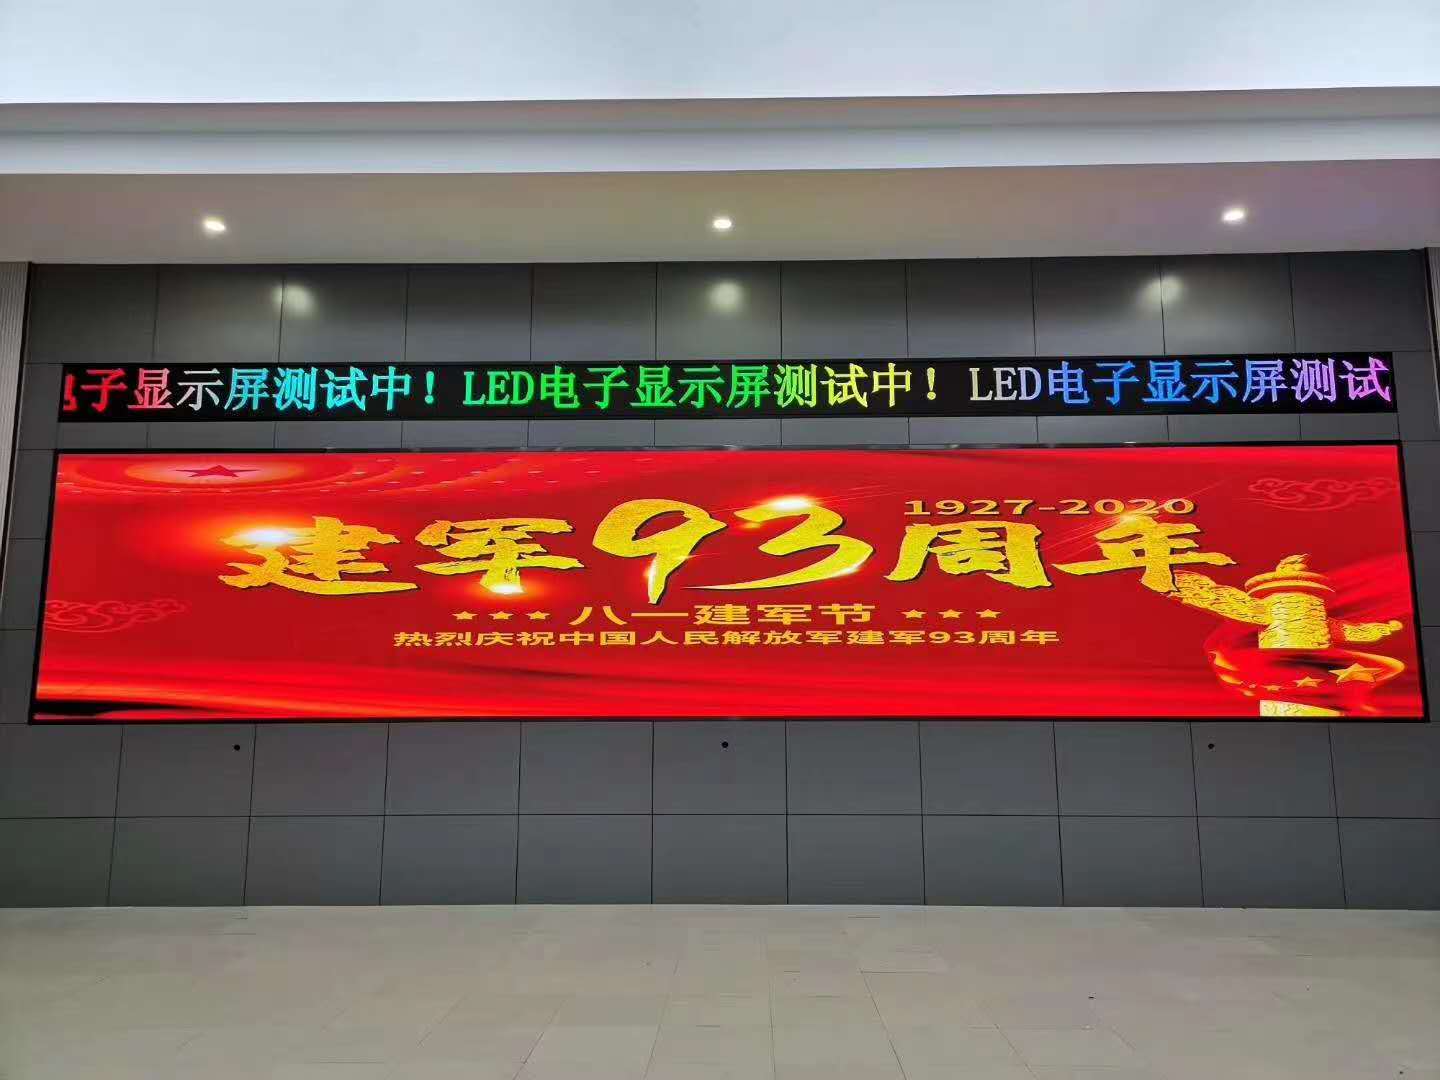 电子显示屏测试中！LED电子显示屏测试中！LED电子显示屏测试
1927-2020
建军93周年
★★★ 八一建军节 ★★★
热烈庆祝中国人民解放军建军93周年